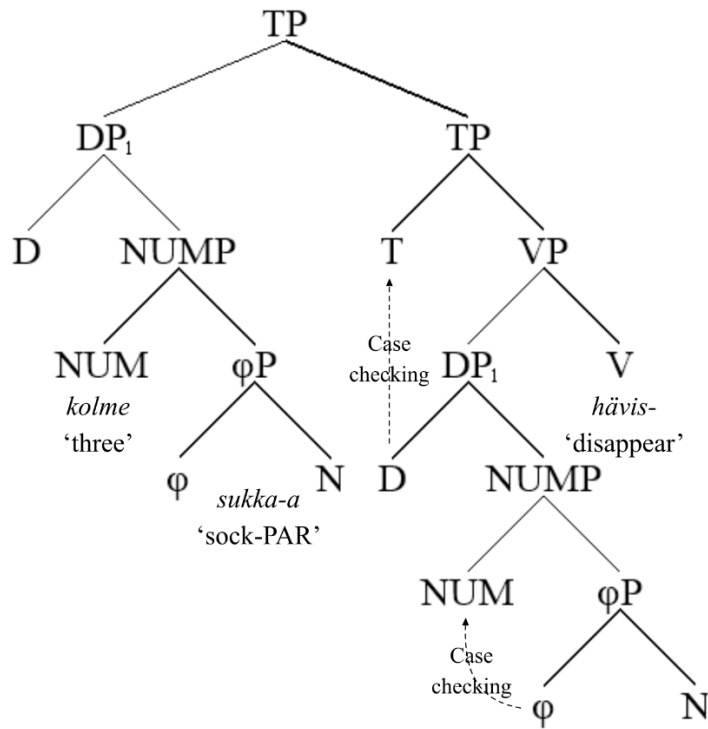 TP
DP₁ TP
D NUMP T VP
NUM φP Case checking DP₁ V
kolme hävis-
‘three’ ‘disappear’
φ N D NUMP
sukka-a
‘sock-PAR’
NUM φP
Case
checking
φ N